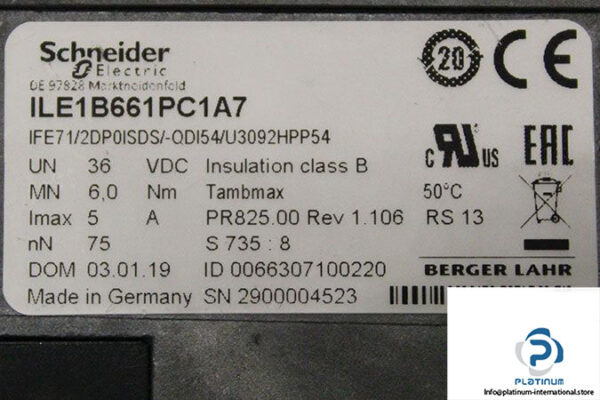 Schneider
Electric
DE 97828 Marktheidenfeld
ILE1B661PC1A7
IFE71/2DP0ISDS/-QDI54/U3092HPP54
UN 36 VDC Insulation class B
MN 6,0 Nm Tambmax 50°C
Imax 5 A PR825.00 Rev 1.106 RS 13
nN 75 S 735 : 8
DOM 03.01.19 ID 0066307100220
BERGER LAHR
Made in Germany SN 2900004523
20
c RU US
EAC
PLATINUM
Info@platinum-international.store